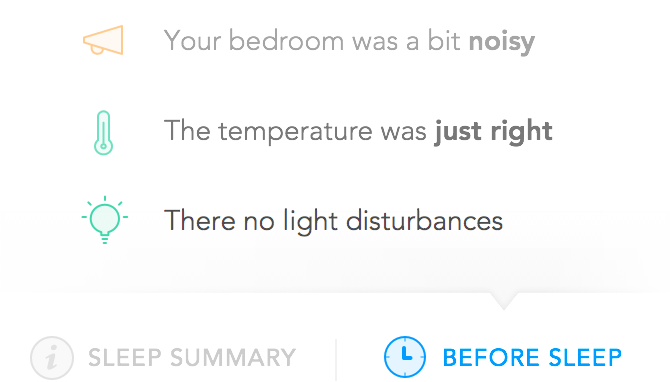 Your bedroom was a bit noisy
The temperature was just right
There no light disturbances
SLEEP SUMMARY
BEFORE SLEEP